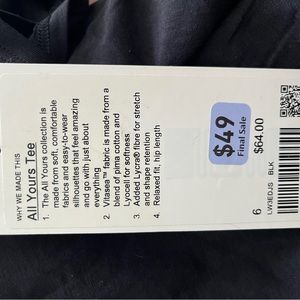 WHY WE MADE THIS
All Yours Tee
1. The All Yours collection is
made from soft, comfortable
fabrics and easy-to-wear
silhouettes that feel amazing
and go with just about
everything
2. Vitasea™ fabric is made from a
blend of pima cotton and
Lyocell for softness
3. Added Lycra® fibre for stretch
and shape retention
4. Relaxed fit, hip length
$49
Final Sale
$64.00
6
LW3EDJS BLK